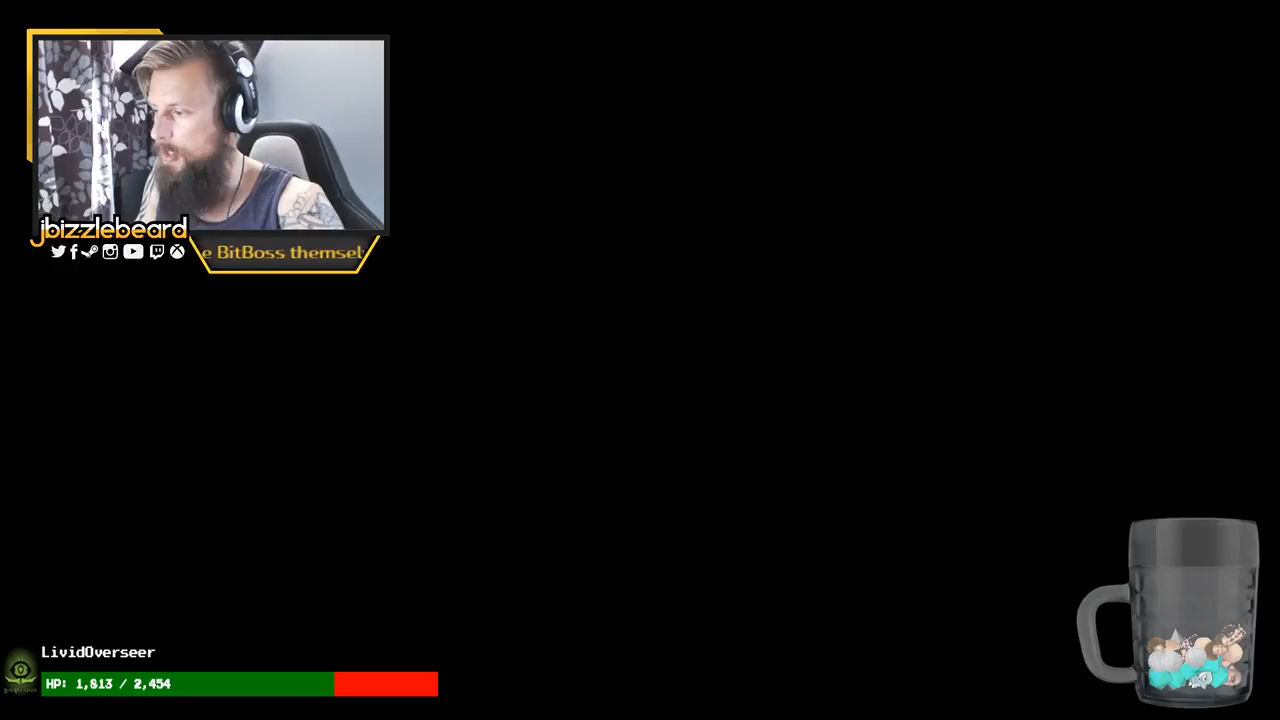 jbizzlebeard
e BitBoss themsel
LividOverseer
HP: 1,813 / 2,454